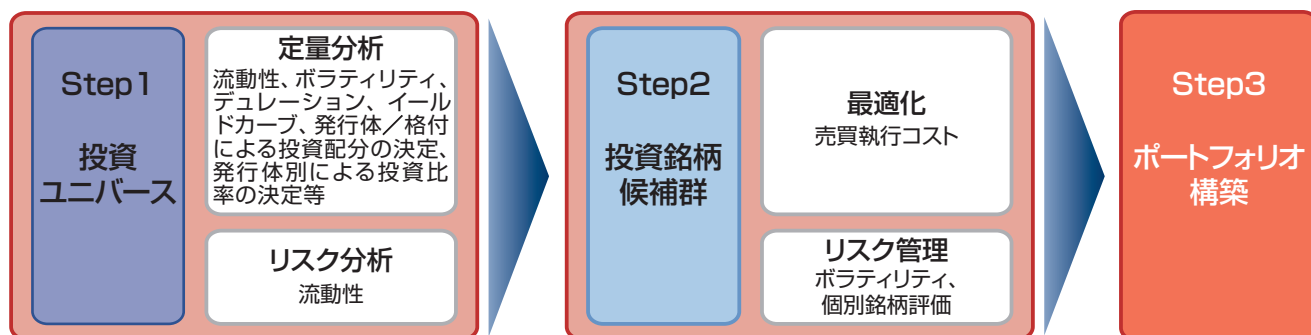 Step1
投資
ユニバース
定量分析
流動性、ボラティリティ、
デュレーション、イール
ドカーブ、発行体／格付
による投資配分の決定、
発行体別による投資比
率の決定等
リスク分析
流動性
Step2
投資銘柄
候補群
最適化
売買執行コスト
リスク管理
ボラティリティ、
個別銘柄評価
Step3
ポートフォリオ
構築